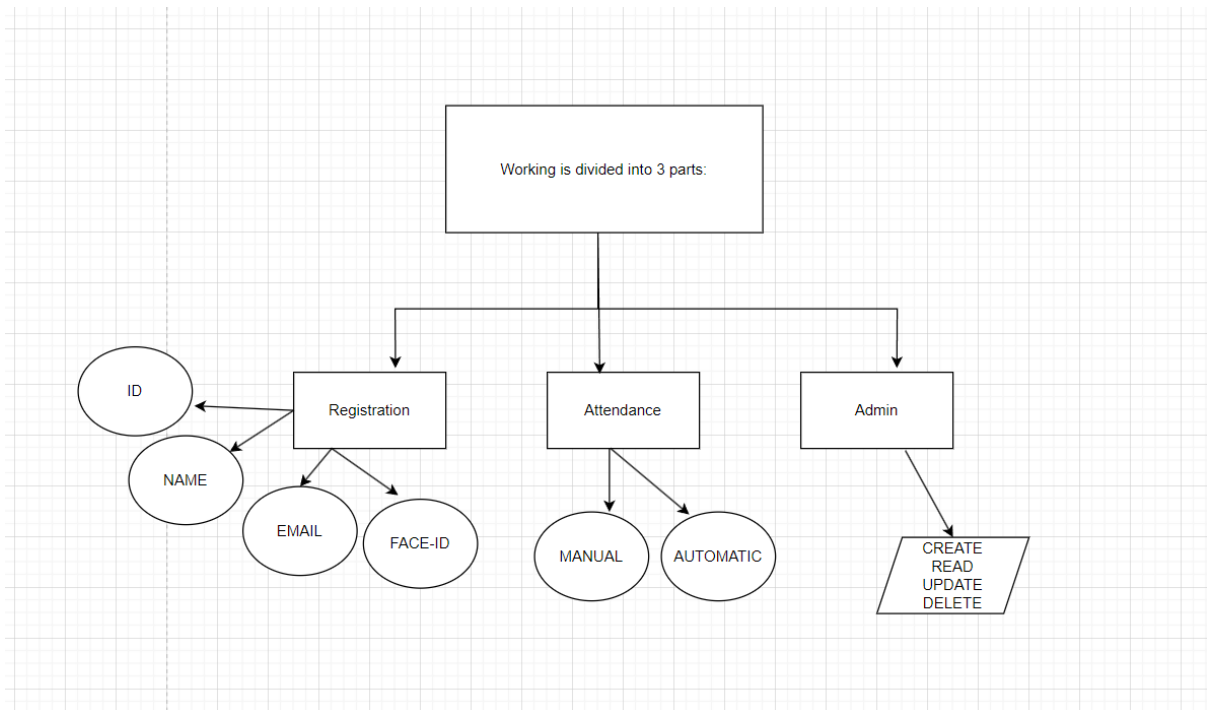 Working is divided into 3 parts:
Registration
Attendance
Admin
ID
NAME
EMAIL
FACE-ID
MANUAL
AUTOMATIC
CREATE
READ
UPDATE
DELETE